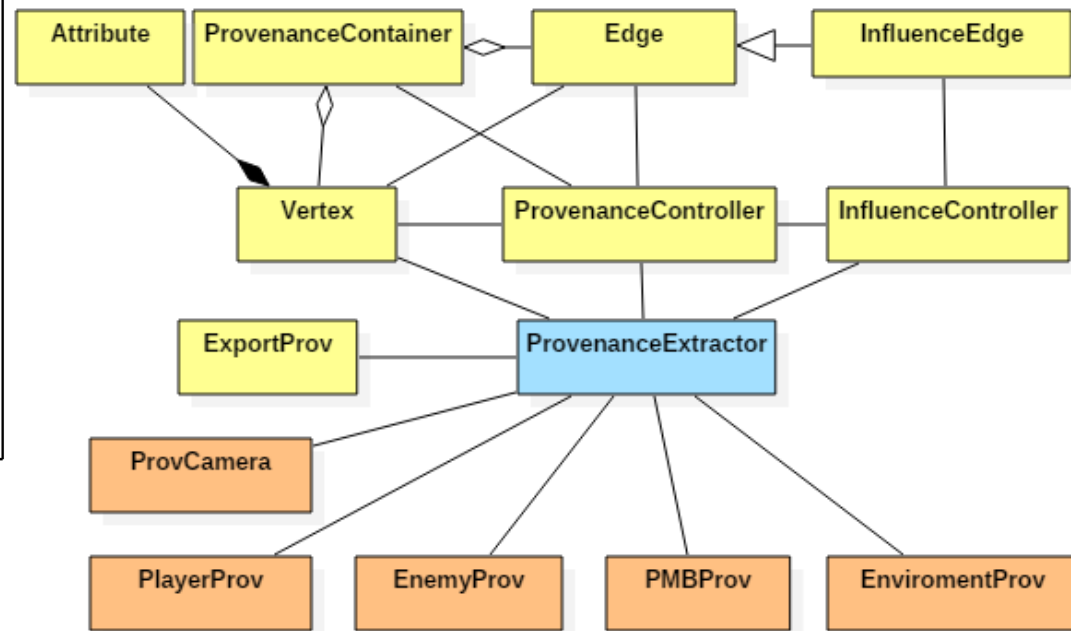 Attribute
ProvenanceContainer
Edge
InfluenceEdge
Vertex
ProvenanceController
InfluenceController
ExportProv
ProvenanceExtractor
ProvCamera
PlayerProv
EnemyProv
PMBProv
EnviromentProv